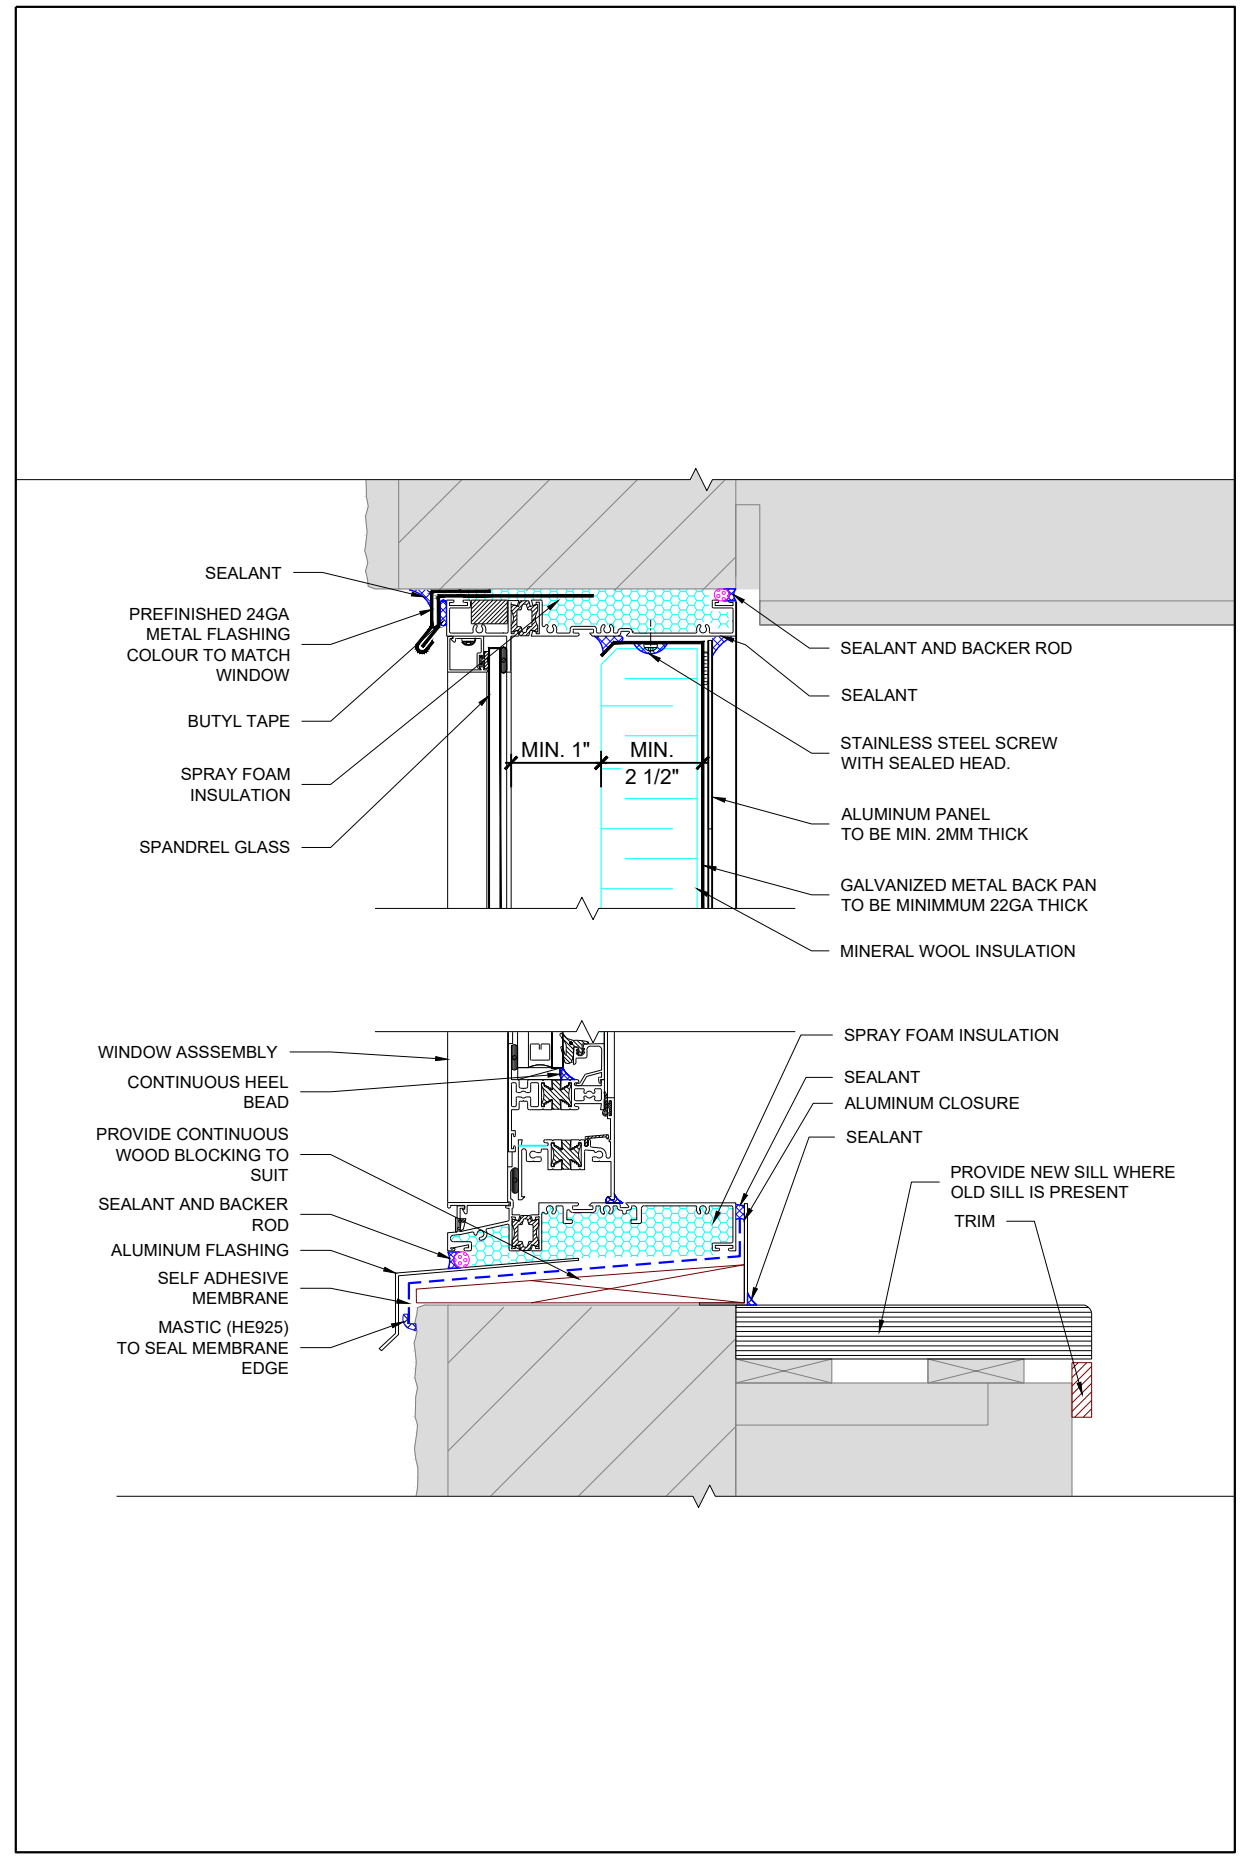 SEALANT
PREFINISHED 24GA
METAL FLASHING
COLOUR TO MATCH
WINDOW
BUTYL TAPE
SPRAY FOAM
INSULATION
SPANDREL GLASS
MIN. 1"
MIN.
2 1/2"
SEALANT AND BACKER ROD
SEALANT
STAINLESS STEEL SCREW
WITH SEALED HEAD.
ALUMINUM PANEL
TO BE MIN. 2MM THICK
GALVANIZED METAL BACK PAN
TO BE MINIMMUM 22GA THICK
MINERAL WOOL INSULATION
WINDOW ASSSEMBLY
CONTINUOUS HEEL
BEAD
PROVIDE CONTINUOUS
WOOD BLOCKING TO
SUIT
SEALANT AND BACKER
ROD
ALUMINUM FLASHING
SELF ADHESIVE
MEMBRANE
MASTIC (HE925)
TO SEAL MEMBRANE
EDGE
SPRAY FOAM INSULATION
SEALANT
ALUMINUM CLOSURE
SEALANT
PROVIDE NEW SILL WHERE
OLD SILL IS PRESENT
TRIM